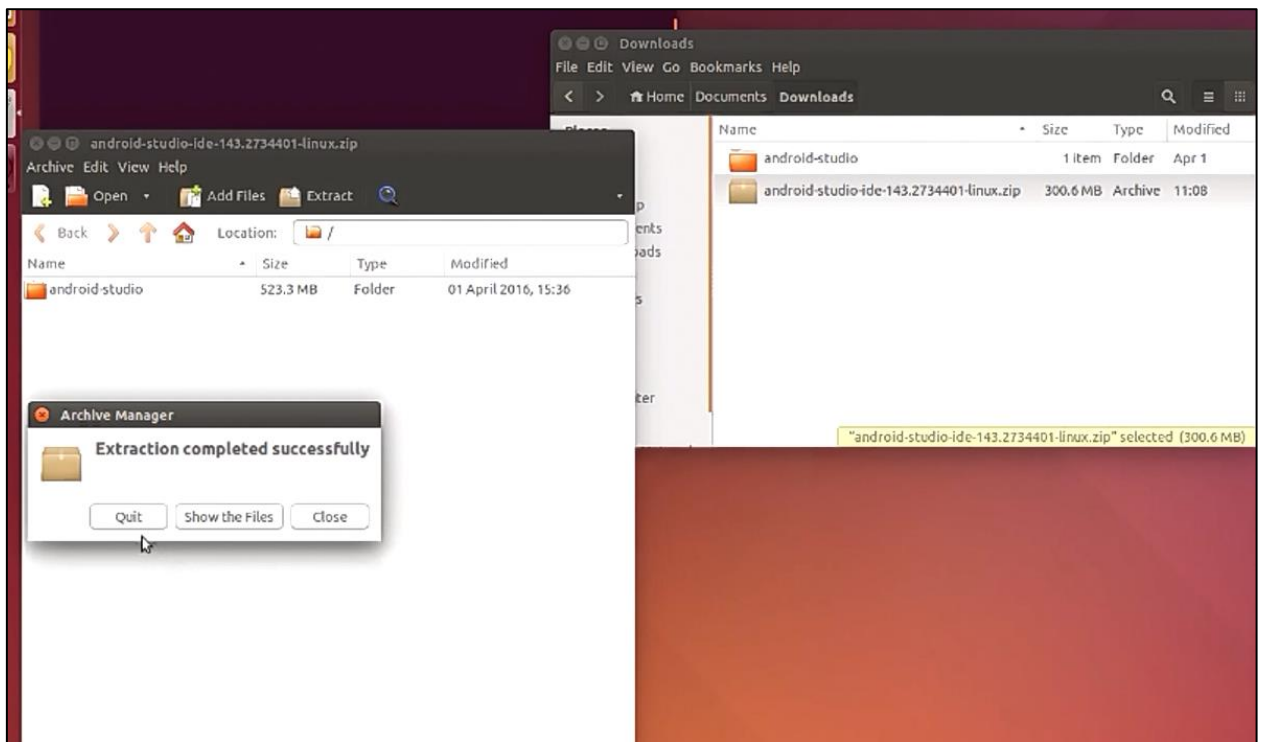 Downloads
File Edit View Go Bookmarks Help
Home Documents Downloads
Name Size Type Modified
android-studio 1 item Folder Apr 1
android-studio-ide-143.2734401-linux.zip 300.6 MB Archive 11:08
"android-studio-ide-143.2734401-linux.zip" selected (300.6 MB)
android-studio-ide-143.2734401-linux.zip
Archive Edit View Help
Open Add Files Extract
Back Location: /
Name Size Type Modified
android-studio 523.3 MB Folder 01 April 2016, 15:36
Archive Manager
Extraction completed successfully
Quit Show the Files Close